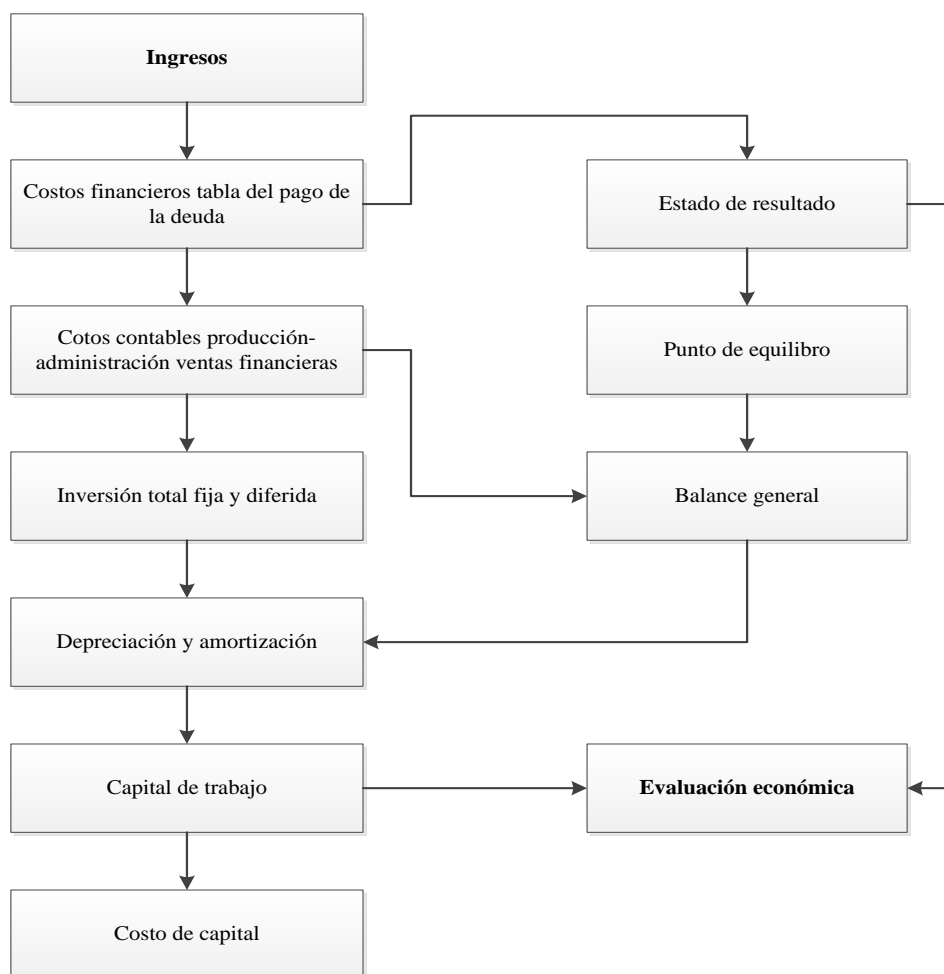 Ingresos
Costos financieros tabla del pago de
la deuda
Estado de resultado
Cotos contables producción-
administración ventas financieras
Punto de equilibro
Inversión total fija y diferida
Balance general
Depreciación y amortización
Capital de trabajo
Evaluación económica
Costo de capital